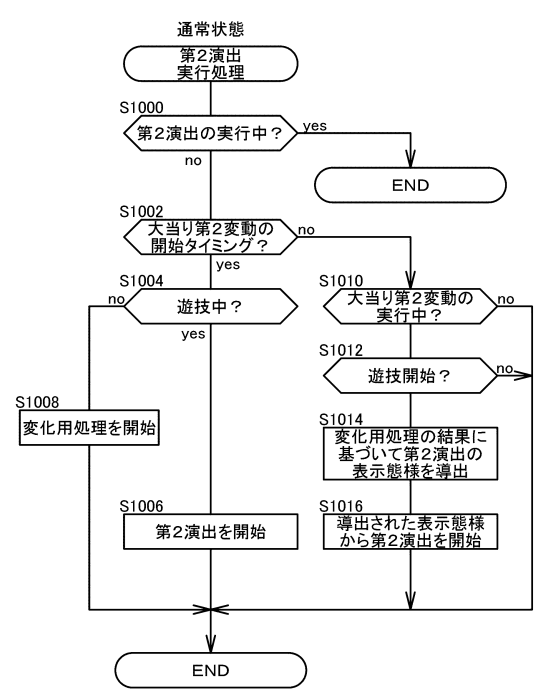 通常状態
第2演出
実行処理
S1000
第2演出の実行中？
yes
no
END
S1002
大当り第2変動の
開始タイミング？
no
yes
S1004
遊技中？
no
yes
S1010
大当り第2変動の
実行中？
no
S1012
遊技開始？
no
S1008
変化用処理を開始
S1014
変化用処理の結果に
基づいて第2演出の
表示態様を導出
S1006
第2演出を開始
S1016
導出された表示態様
から第2演出を開始
END